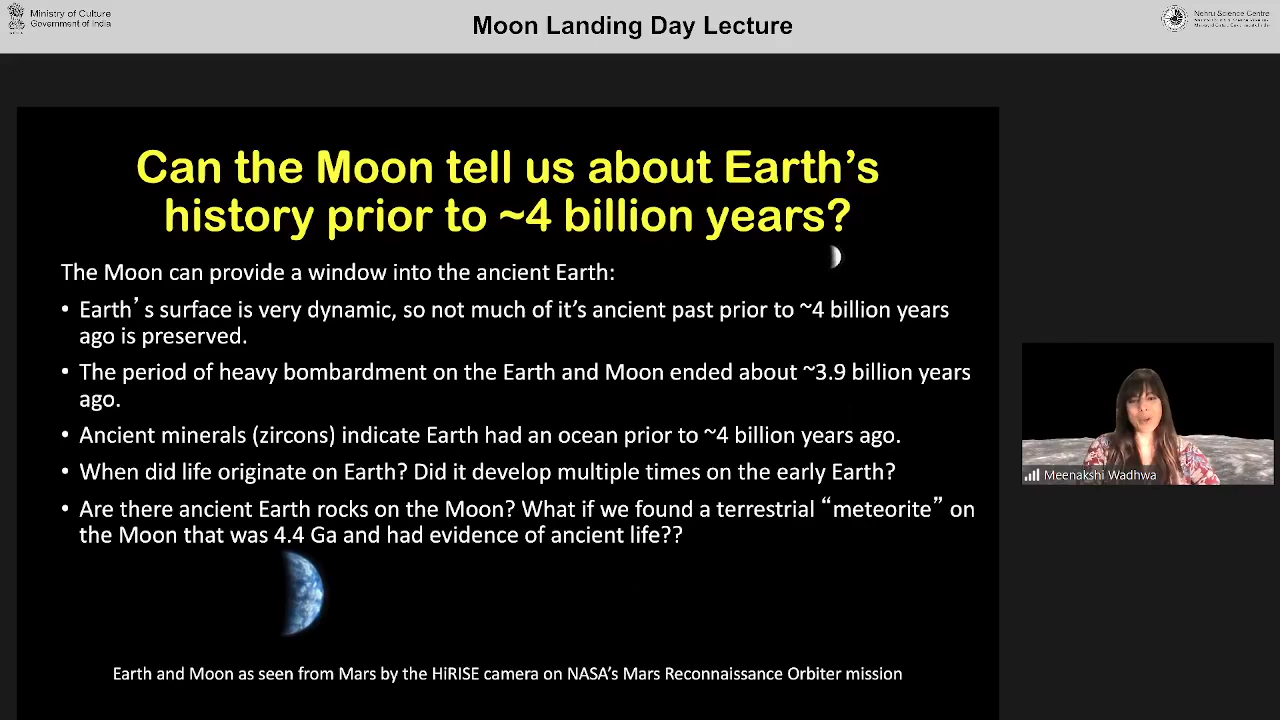 Ministry of Culture
Government of India
Moon Landing Day Lecture
Nehru Science Centre
Can the Moon tell us about Earth’s
history prior to ~4 billion years?
The Moon can provide a window into the ancient Earth:
• Earth’s surface is very dynamic, so not much of it’s ancient past prior to ~4 billion years
ago is preserved.
• The period of heavy bombardment on the Earth and Moon ended about ~3.9 billion years
ago.
• Ancient minerals (zircons) indicate Earth had an ocean prior to ~4 billion years ago.
• When did life originate on Earth? Did it develop multiple times on the early Earth?
• Are there ancient Earth rocks on the Moon? What if we found a terrestrial “meteorite” on
the Moon that was 4.4 Ga and had evidence of ancient life??
Meenakshi Wadhwa
Earth and Moon as seen from Mars by the HiRISE camera on NASA’s Mars Reconnaissance Orbiter mission